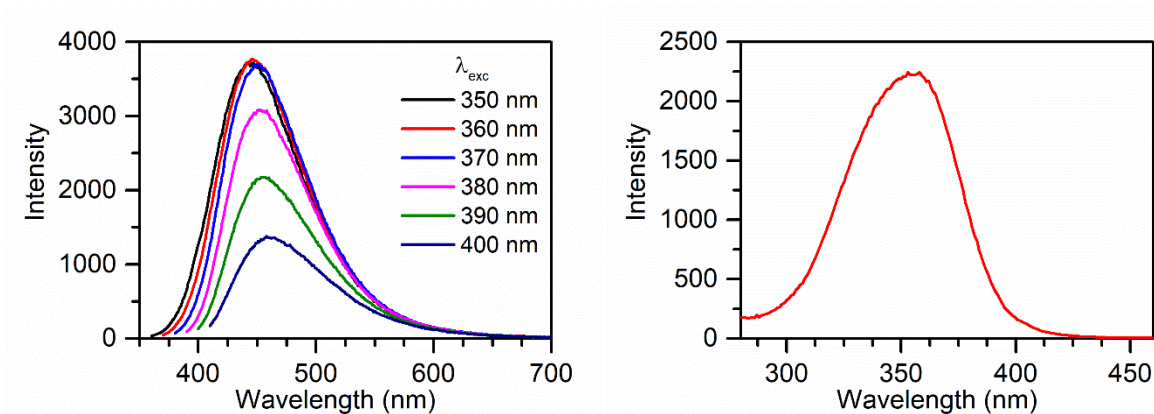 4000
3000
2000
1000
0
Intensity
400 500 600 700
Wavelength (nm)
λexc
350 nm
360 nm
370 nm
380 nm
390 nm
400 nm
2500
2000
1500
1000
500
0
Intensity
300 350 400 450
Wavelength (nm)